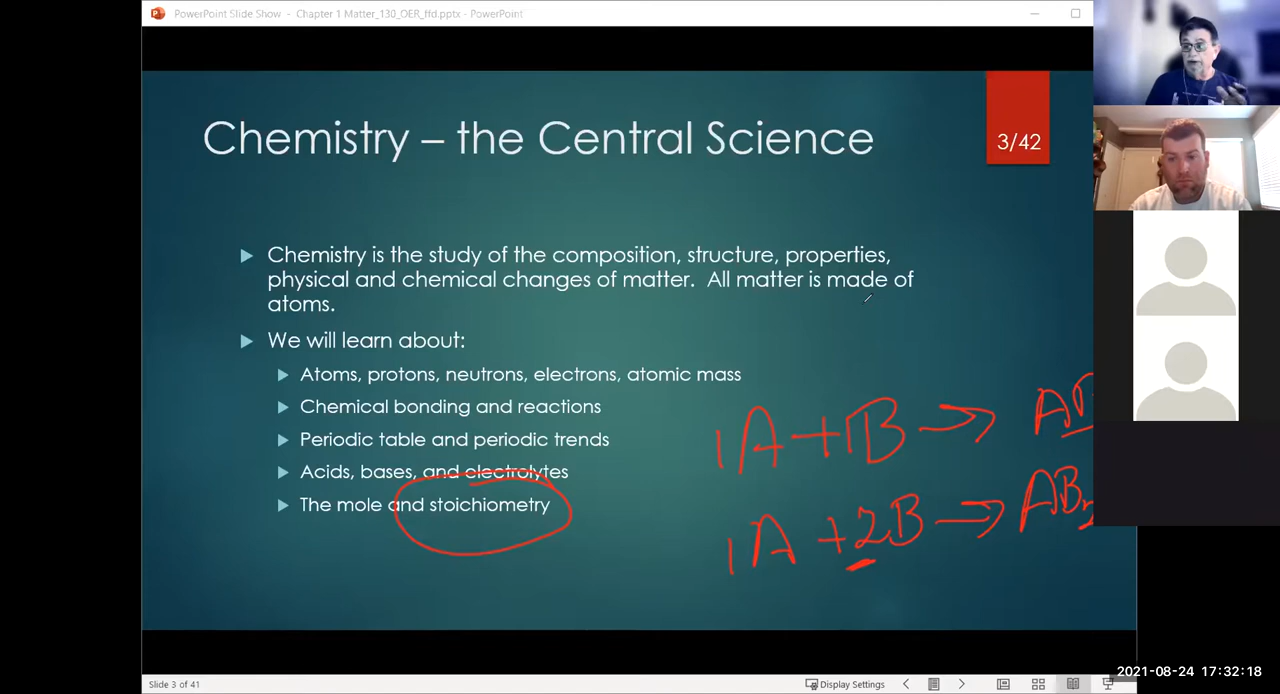 PowerPoint Slide Show - Chapter 1 Matter_130_OER_ffd.pptx - PowerPoint
Chemistry – the Central Science
3/42
Chemistry is the study of the composition, structure, properties,
physical and chemical changes of matter. All matter is made of
atoms.
We will learn about:
Atoms, protons, neutrons, electrons, atomic mass
Chemical bonding and reactions
Periodic table and periodic trends
Acids, bases, and electrolytes
The mole and stoichiometry
1A + 1B → A
1A + 2B → AB₂
2021-08-24 17:32:18
Slide 3 of 41
Display Settings